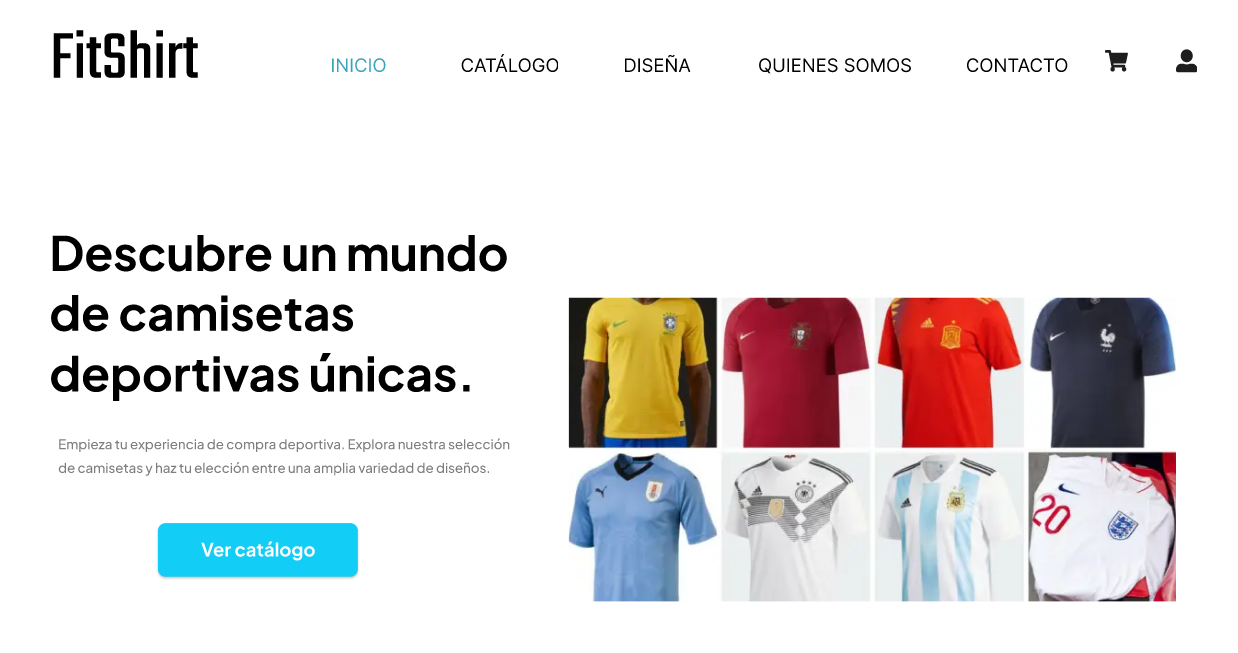 FitShirt
INICIO
CATÁLOGO
DISEÑA
QUIENES SOMOS
CONTACTO
Descubre un mundo
de camisetas
deportivas únicas.
Empieza tu experiencia de compra deportiva. Explora nuestra selección
de camisetas y haz tu elección entre una amplia variedad de diseños.
Ver catálogo
20